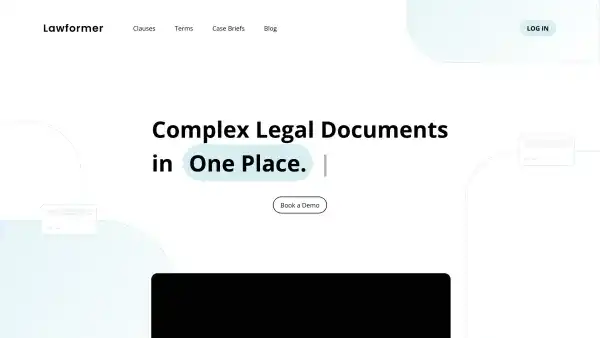 Lawformer
Clauses
Terms
Case Briefs
Blog
LOG IN
Complex Legal Documents
in One Place. |
Book a Demo